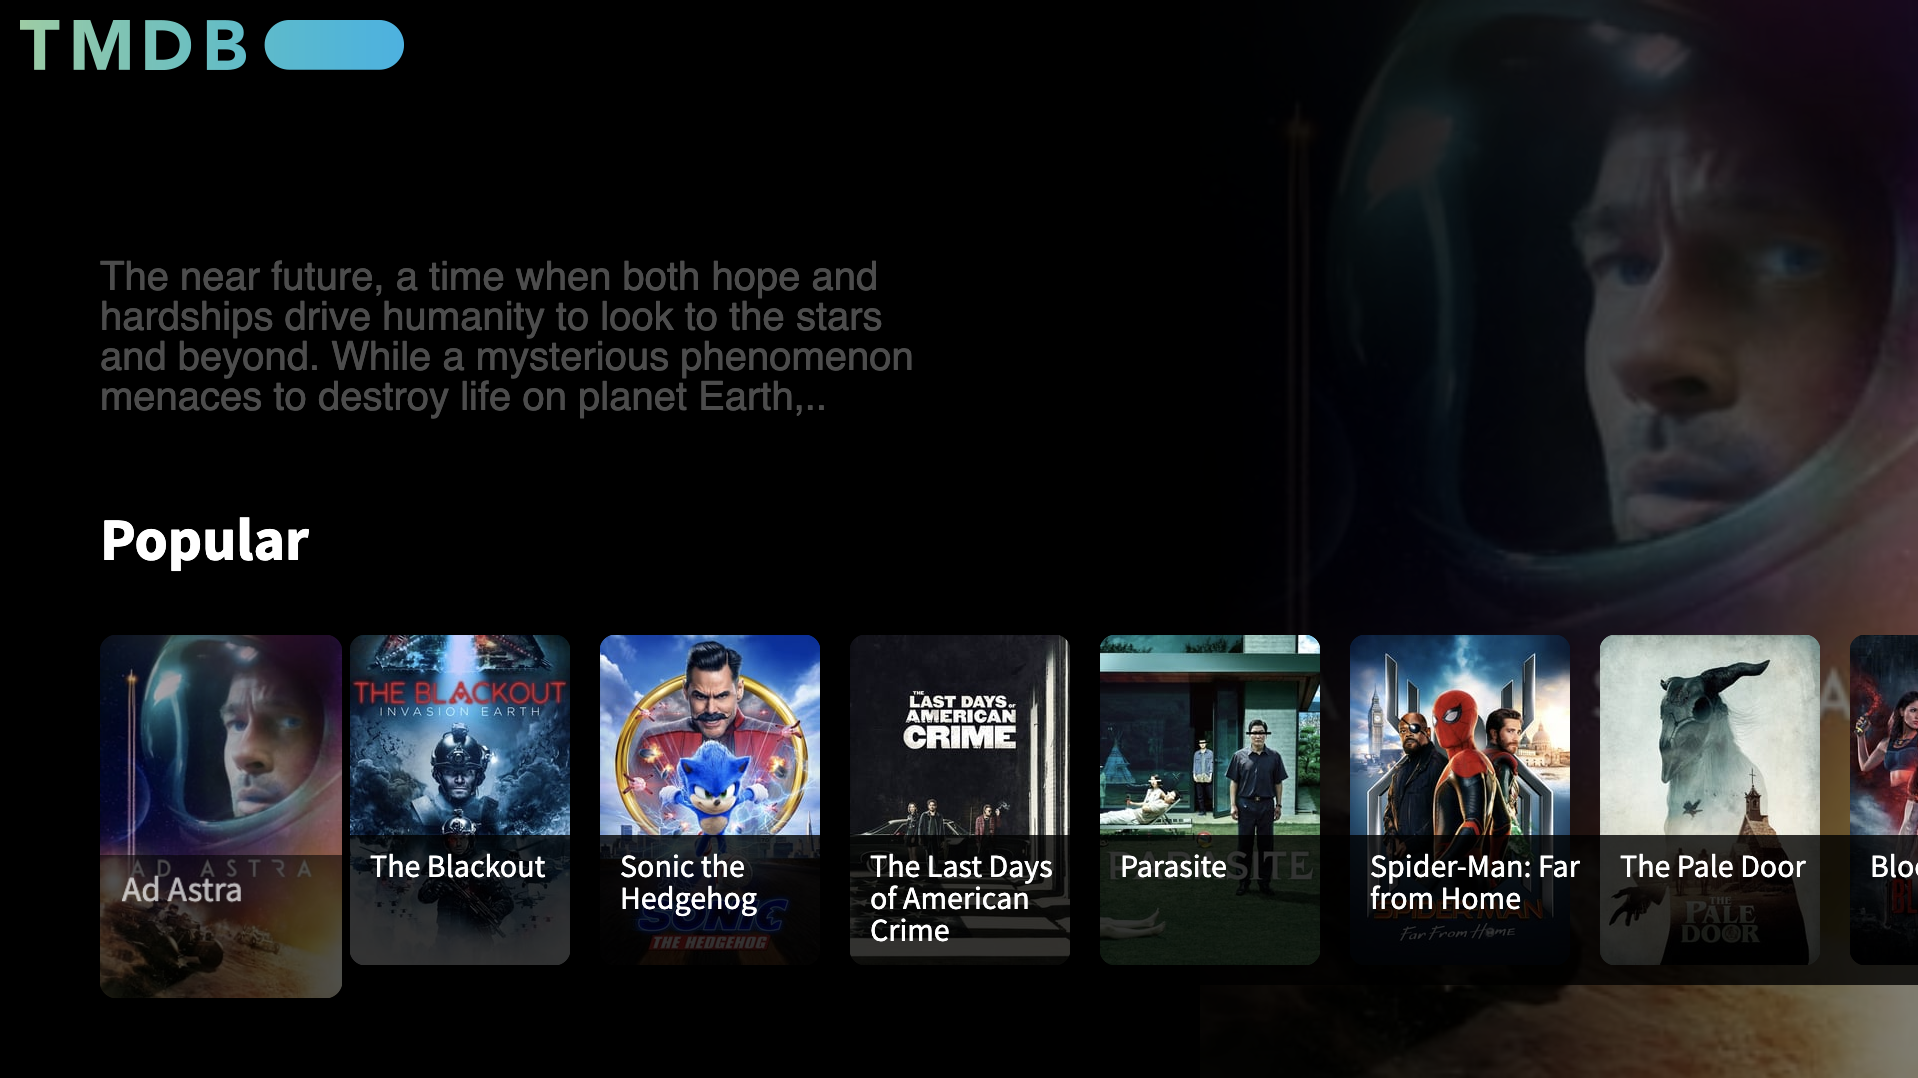 TMDB
The near future, a time when both hope and
hardships drive humanity to look to the stars
and beyond. While a mysterious phenomenon
menaces to destroy life on planet Earth,..
Popular
AD ASTRA
Ad Astra
THE BLACKOUT
INVASION EARTH
The Blackout
Sonic the
Hedgehog
SONIC
THE HEDGEHOG
THE
LAST DAYS OF
AMERICAN
CRIME
The Last Days
of American
Crime
PARASITE
Parasite
Spider-Man: Far
from Home
SPIDER-MAN
Far From Home
The Pale Door
THE
PALE
DOOR